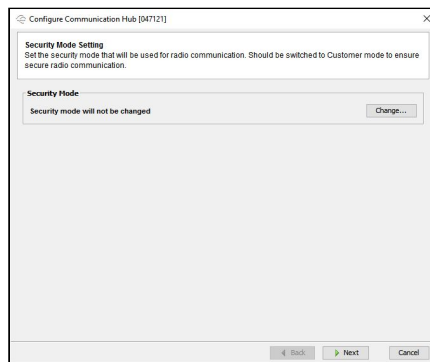 Configure Communication Hub [047121]
Security Mode Setting
Set the security mode that will be used for radio communication. Should be switched to Customer mode to ensure
secure radio communication.
Security Mode
Security mode will not be changed
Change...
Back
Next
Cancel